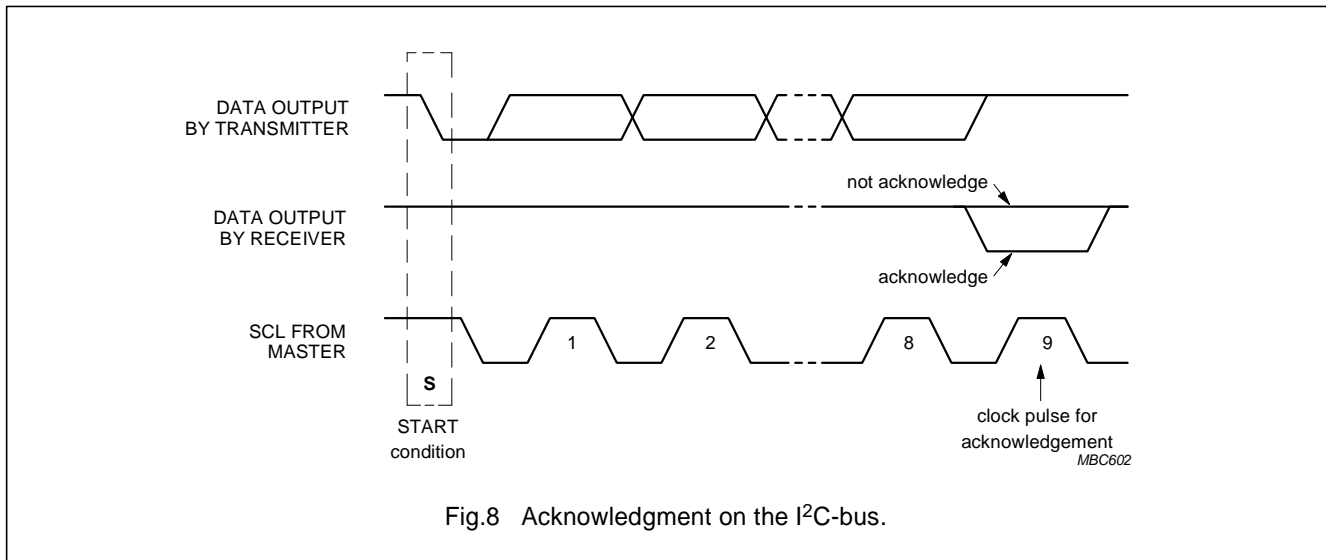 DATA OUTPUT
BY TRANSMITTER
not acknowledge
DATA OUTPUT
BY RECEIVER
acknowledge
SCL FROM
MASTER
1
2
8
9
S
START
condition
clock pulse for
acknowledgement
MBC602
Fig.8 Acknowledgment on the I²C-bus.